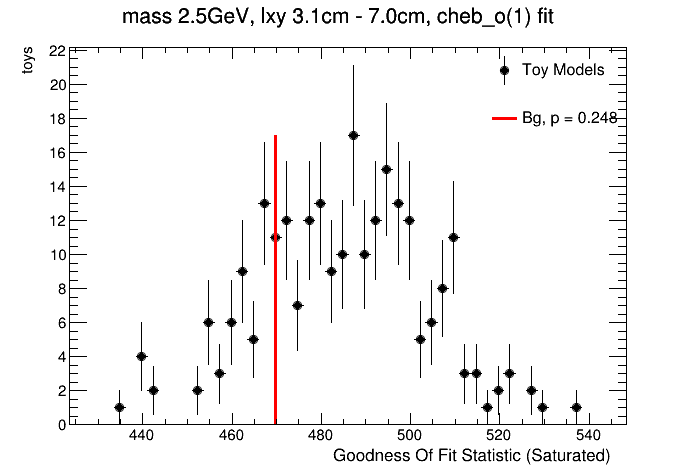 mass 2.5GeV, lxy 3.1cm - 7.0cm, cheb_o(1) fit
toys
22
20
18
16
14
12
10
8
6
4
2
0
Toy Models
Bg, p = 0.248
440 460 480 500 520 540
Goodness Of Fit Statistic (Saturated)